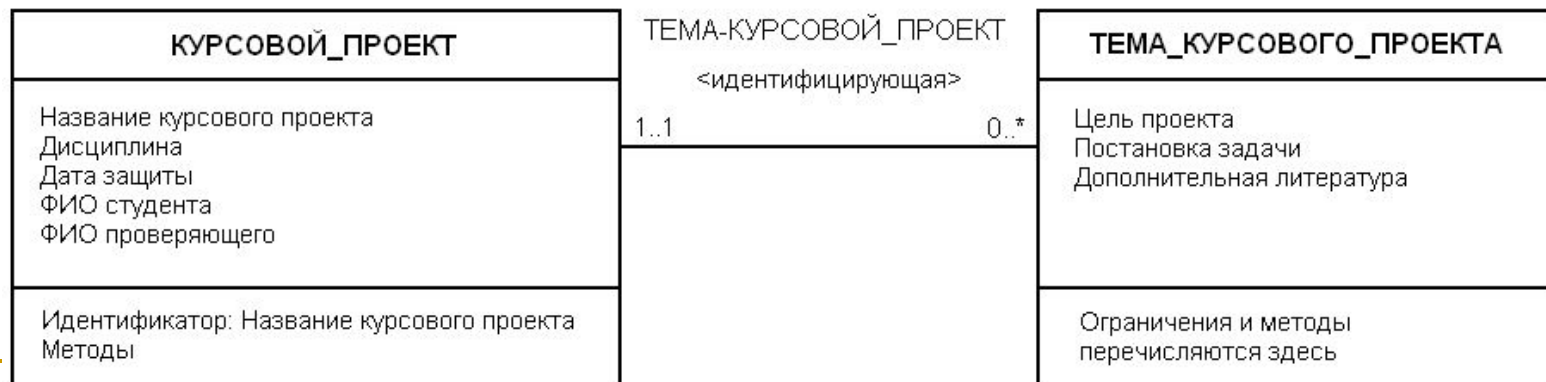 КУРСОВОЙ_ПРОЕКТ
Название курсового проекта
Дисциплина
Дата защиты
ФИО студента
ФИО проверяющего
Идентификатор: Название курсового проекта
Методы
ТЕМА-КУРСОВОЙ_ПРОЕКТ
<идентифицирующая>
1..1
0..*
ТЕМА_КУРСОВОГО_ПРОЕКТА
Цель проекта
Постановка задачи
Дополнительная литература
Ограничения и методы
перечисляются здесь